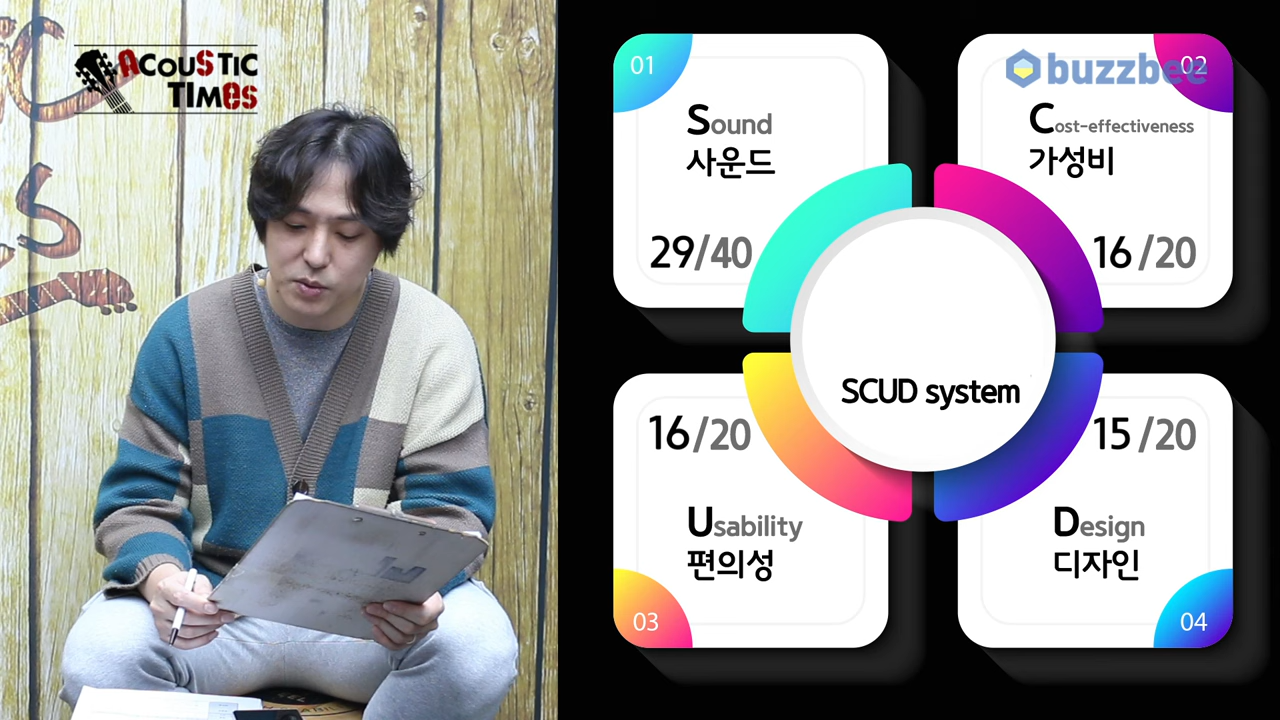 ACOUSTIC
TIMES
01
Sound
사운드
29/40
buzzbee
02
Cost-effectiveness
가성비
16/20
SCUD system
16/20
Usability
편의성
03
15/20
Design
디자인
04